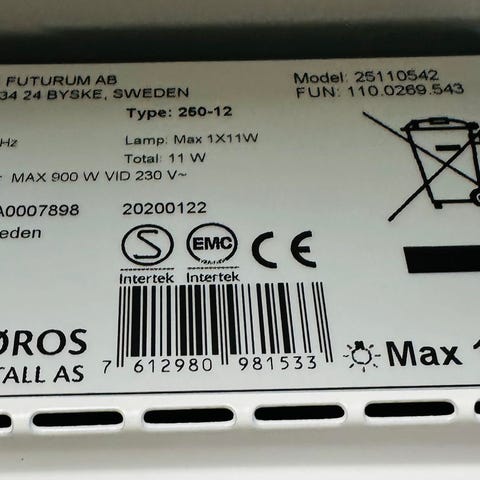 FUTURUM AB
34 24 BYSKE, SWEDEN
Model: 25110542
FUN: 110.0269.543
Type: 250-12
Hz
Lamp: Max 1X11W
Total: 11 W
MAX 900 W VID 230 V~
A0007898
20200122
eden
S
EMC
CE
Intertek
Intertek
ØROS
TALL AS
7 612980 981533
Max 1